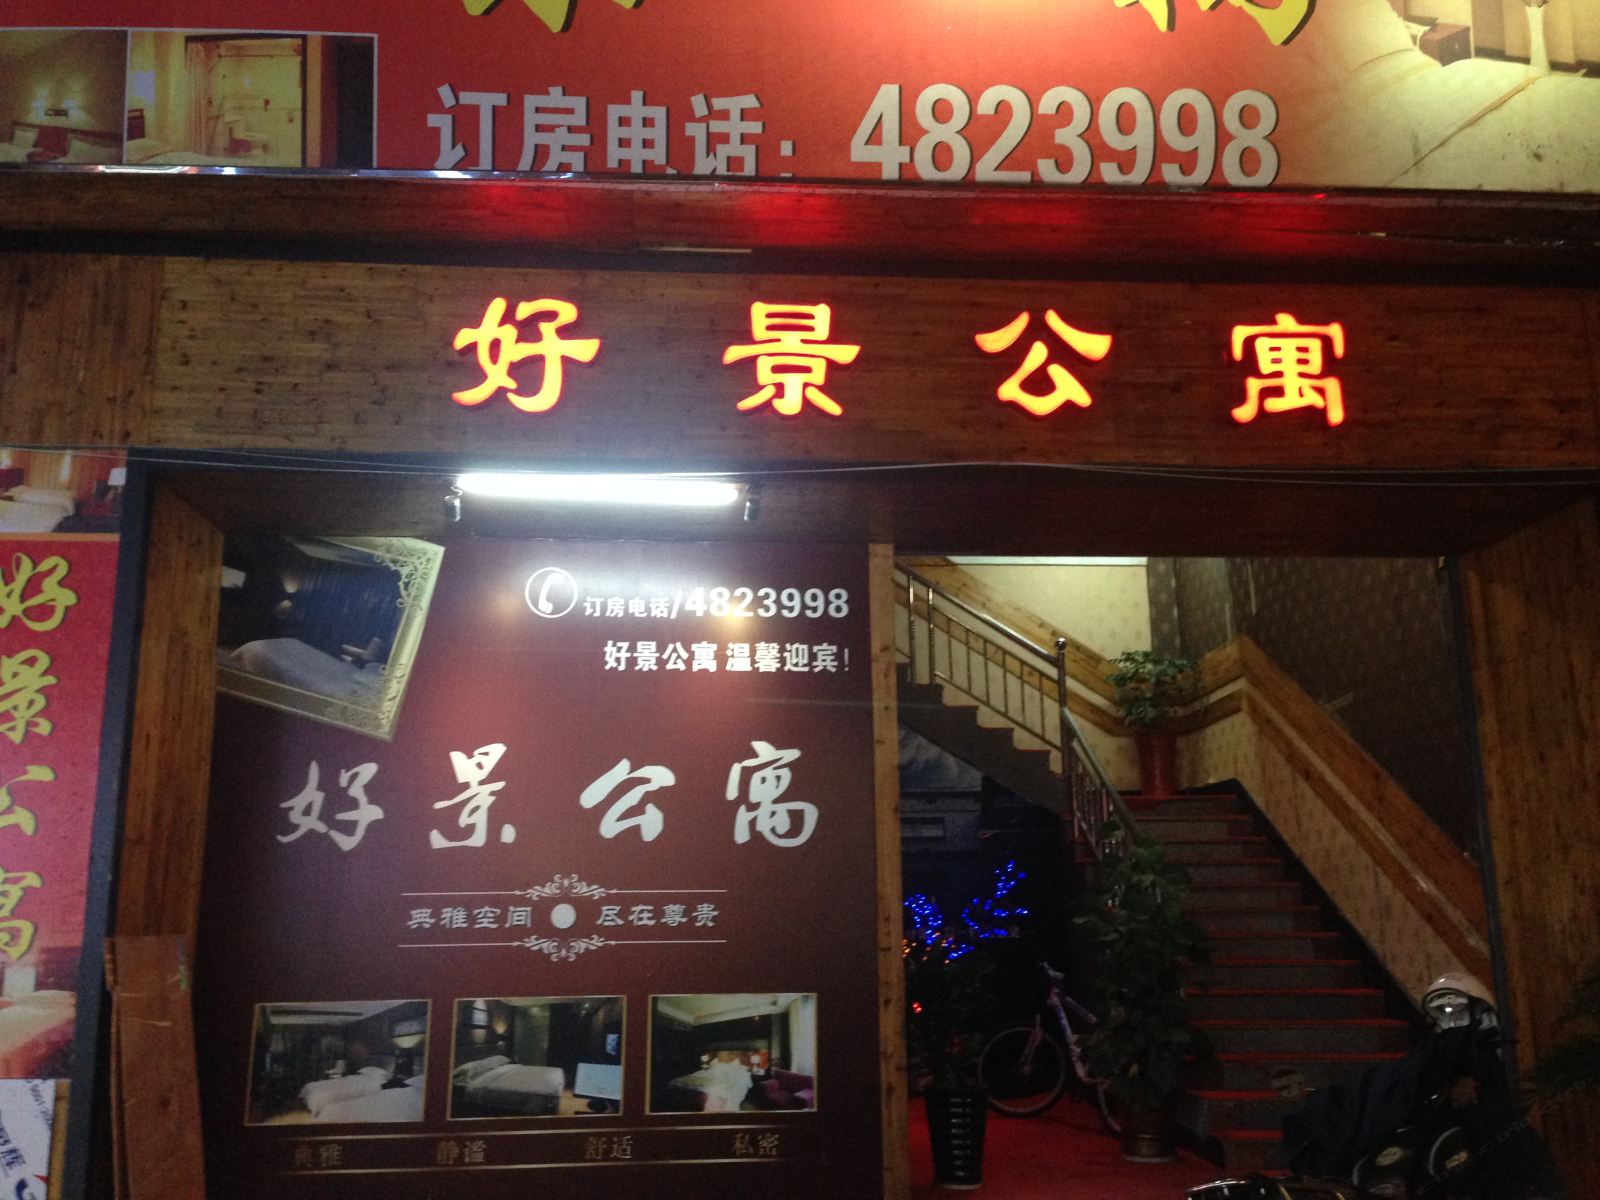 订房电话：4823998
好景公寓
订房电话/4823998
好景公寓 温馨迎宾！
好景公寓
典雅空间 ● 尽在尊贵
典雅 静谧 舒适 私密
好景公寓
辉